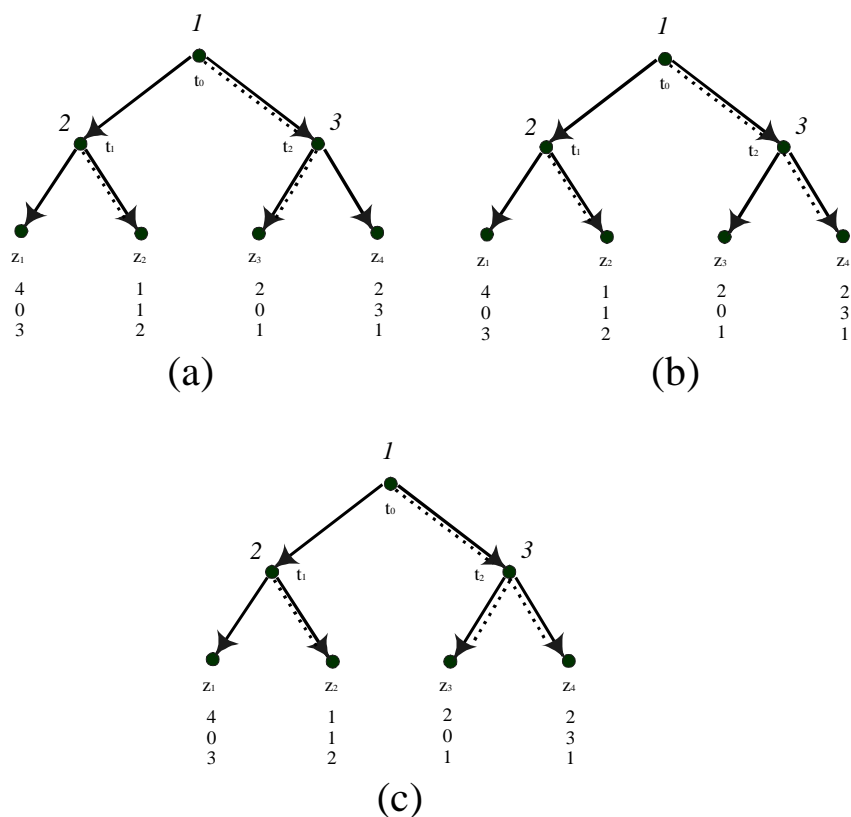 1
t₀
2
3
t₁
t₂
z₁ z₂ z₃ z₄
4 1 2 2
0 1 0 3
3 2 1 1
(a)
1
t₀
2
3
t₁
t₂
z₁ z₂ z₃ z₄
4 1 2 2
0 1 0 3
3 2 1 1
(b)
1
t₀
2
3
t₁
t₂
z₁ z₂ z₃ z₄
4 1 2 2
0 1 0 3
3 2 1 1
(c)